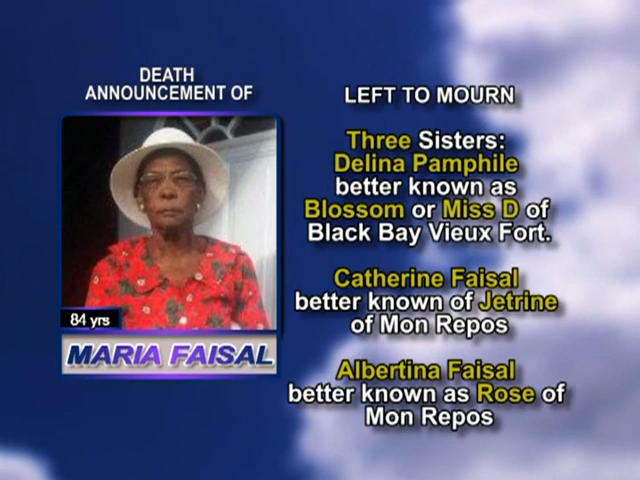 DEATH
ANNOUNCEMENT OF
84 yrs
MARIA FAISAL
LEFT TO MOURN
Three Sisters:
Delina Pamphile
better known as
Blossom or Miss D of
Black Bay Vieux Fort.
Catherine Faisal
better known of Jetrine
of Mon Repos
Albertina Faisal
better known as Rose of
Mon Repos